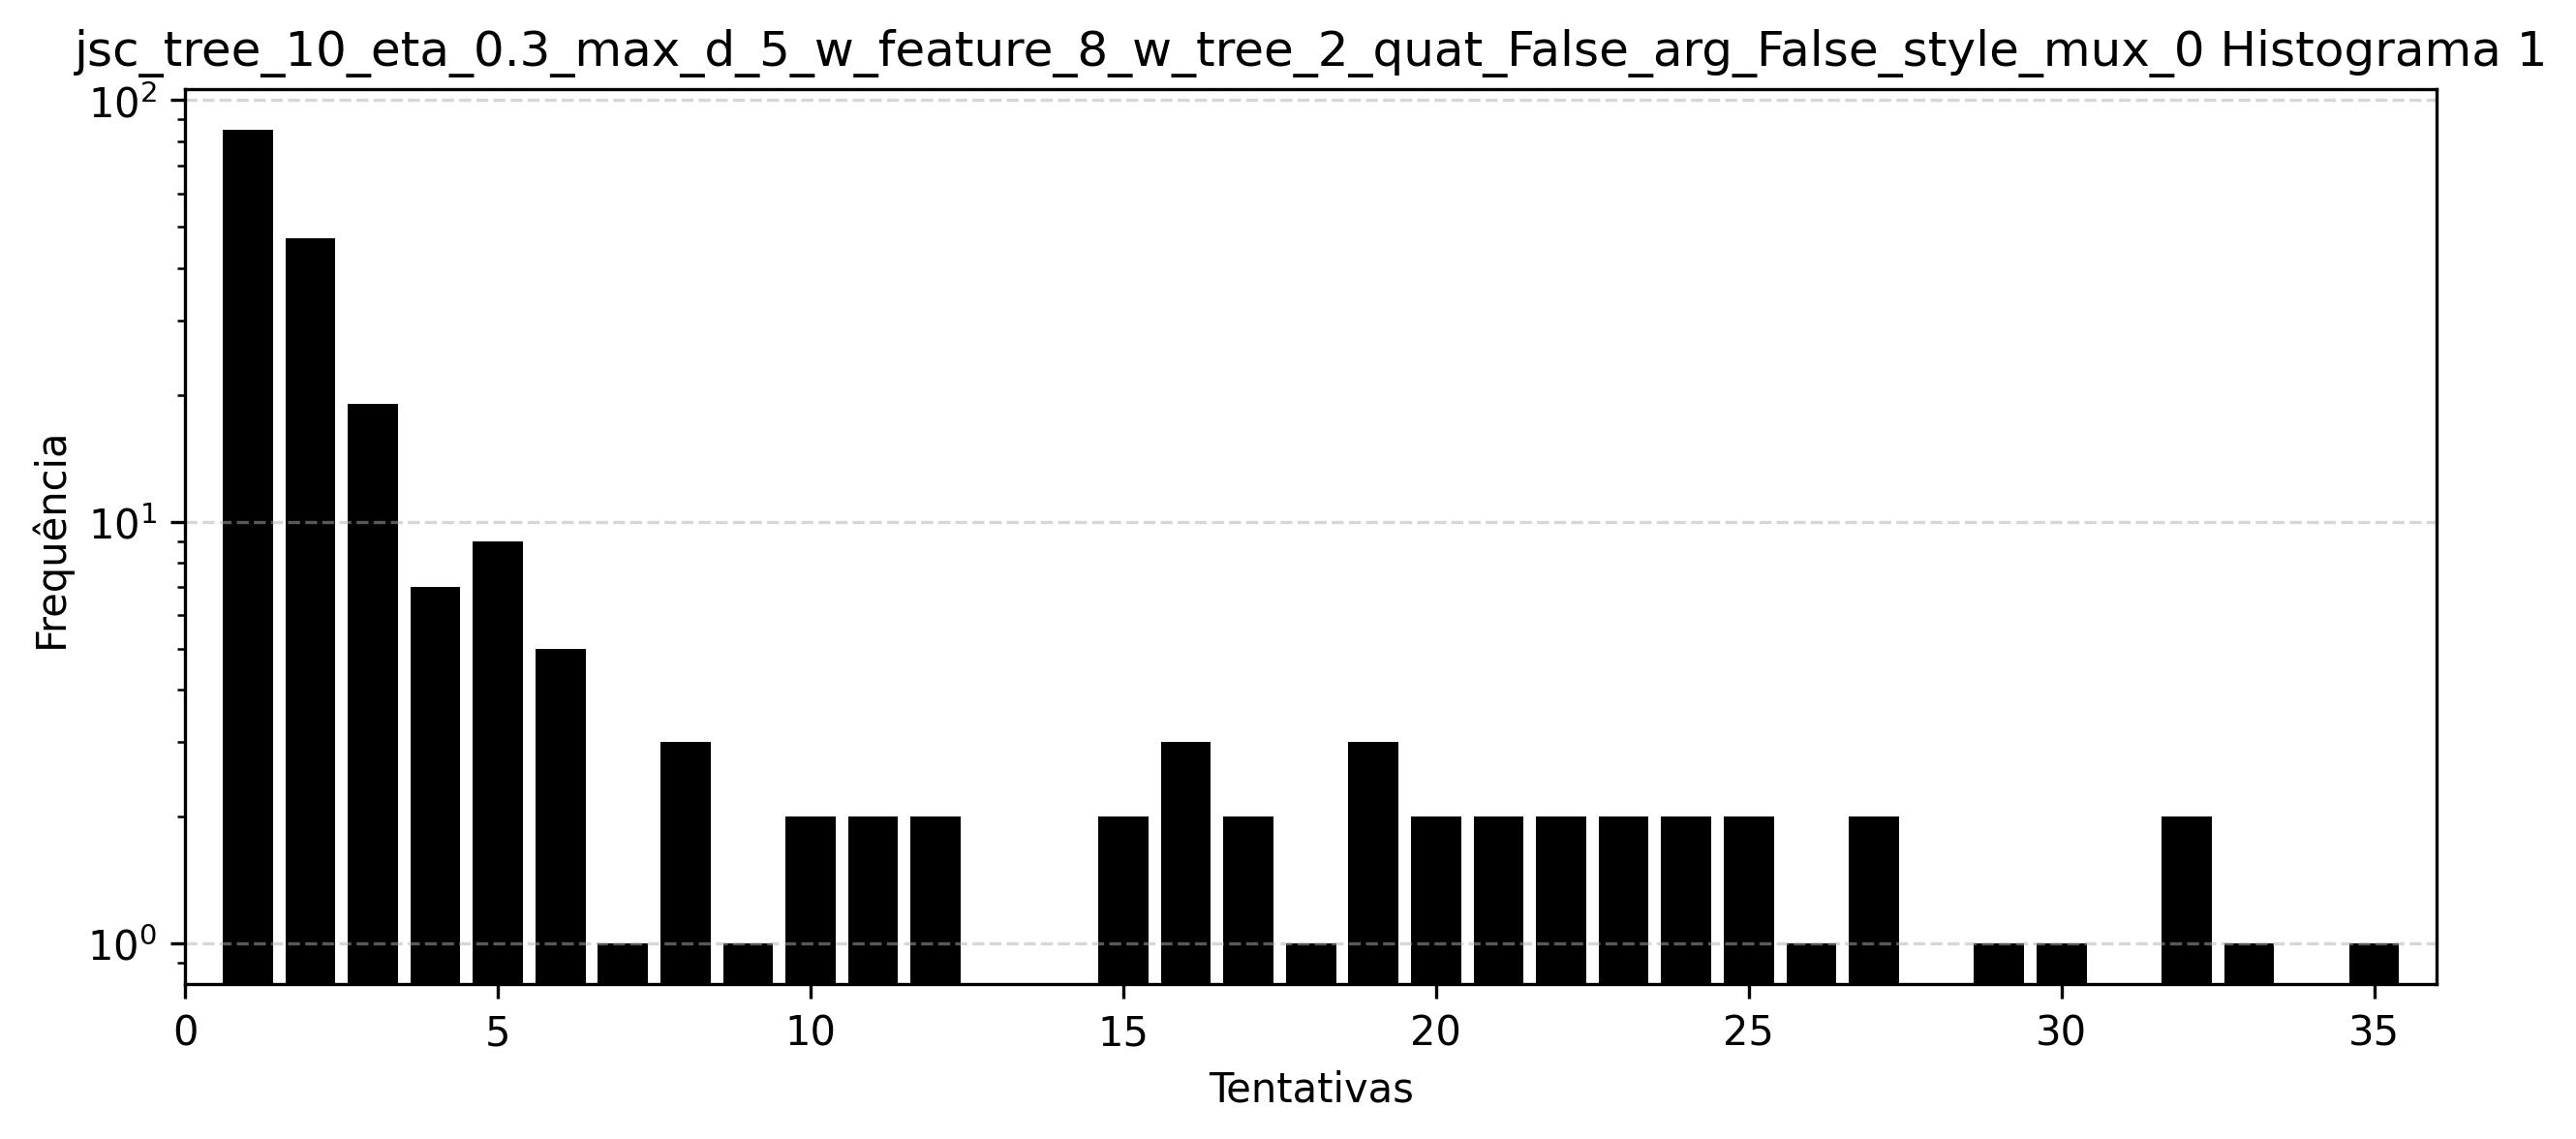 jsc_tree_10_eta_0.3_max_d_5_w_feature_8_w_tree_2_quat_False_arg_False_style_mux_0 Histograma 1
10²
10¹
10⁰
Frequência
0 5 10 15 20 25 30 35
Tentativas